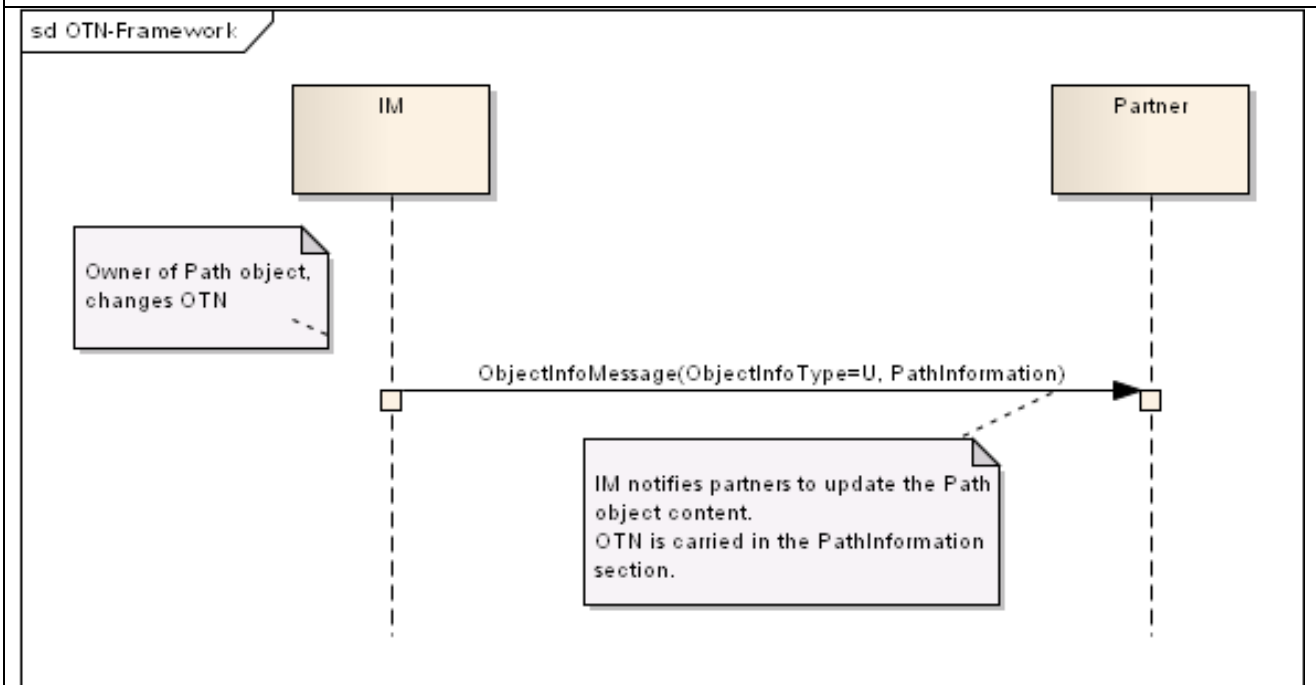 sd OTN-Framework
IM
Partner
Owner of Path object,
changes OTN
ObjectInfoMessage(ObjectInfoType=U, PathInformation)
IM notifies partners to update the Path
object content.
OTN is carried in the PathInformation
section.